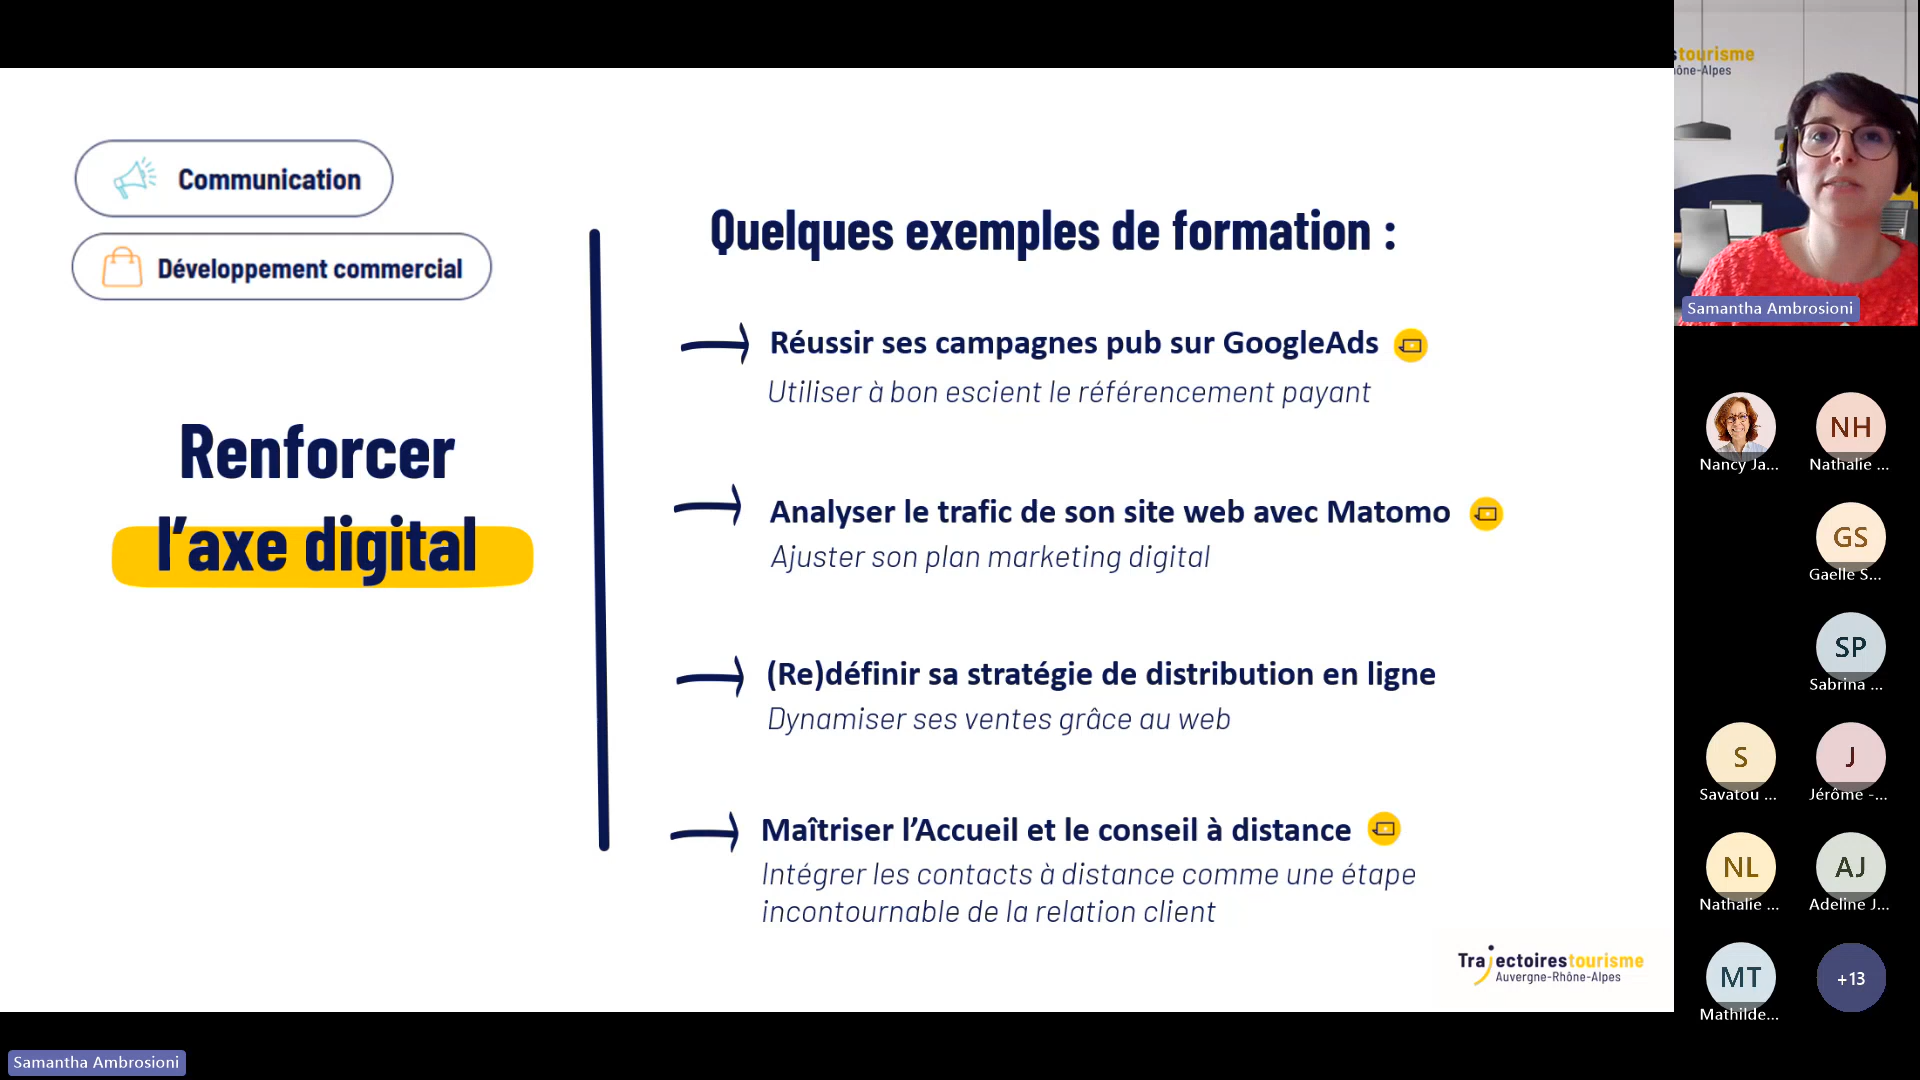 Communication
Développement commercial
Renforcer
l’axe digital
Quelques exemples de formation :
Réussir ses campagnes pub sur GoogleAds
Utiliser à bon escient le référencement payant
Analyser le trafic de son site web avec Matomo
Ajuster son plan marketing digital
(Re)définir sa stratégie de distribution en ligne
Dynamiser ses ventes grâce au web
Maîtriser l’Accueil et le conseil à distance
Intégrer les contacts à distance comme une étape
incontournable de la relation client
Trajectoirestourisme
Auvergne-Rhône-Alpes
Samantha Ambrosioni
stourisme
ône-Alpes
Samantha Ambrosioni
Nancy Ja...
NH
Nathalie ...
GS
Gaelle S...
SP
Sabrina ...
S
Savatou ...
J
Jérôme -...
NL
Nathalie ...
AJ
Adeline J...
MT
Mathilde...
+13